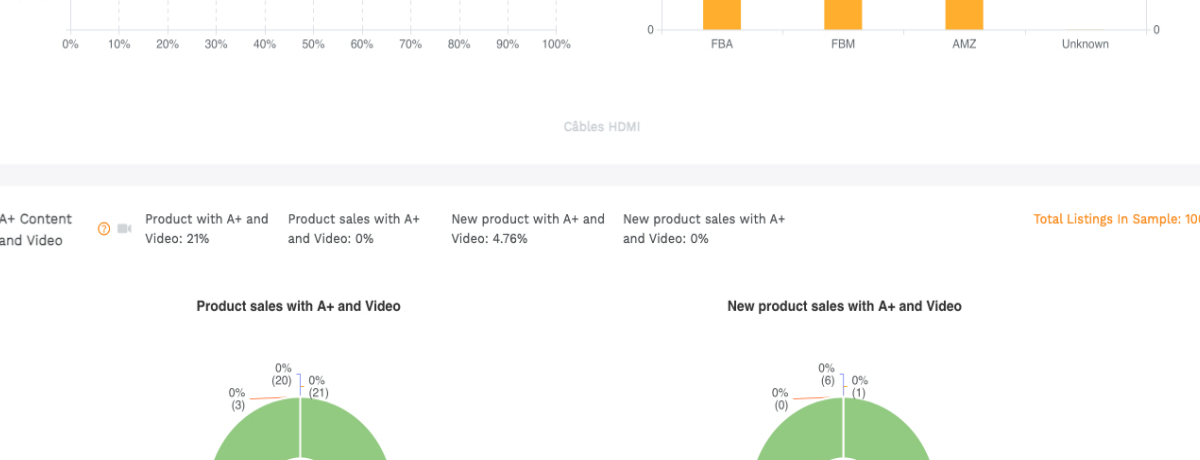 0% 10% 20% 30% 40% 50% 60% 70% 80% 90% 100%
0
0
FBA FBM AMZ Unknown
Câbles HDMI
A+ Content
and Video
?
Product with A+ and
Video: 21%
Product sales with A+
and Video: 0%
New product with A+ and
Video: 4.76%
New product sales with A+
and Video: 0%
Total Listings In Sample: 100
Product sales with A+ and Video
0%
(20)
0%
(21)
0%
(3)
New product sales with A+ and Video
0%
(6)
0%
(1)
0%
(0)